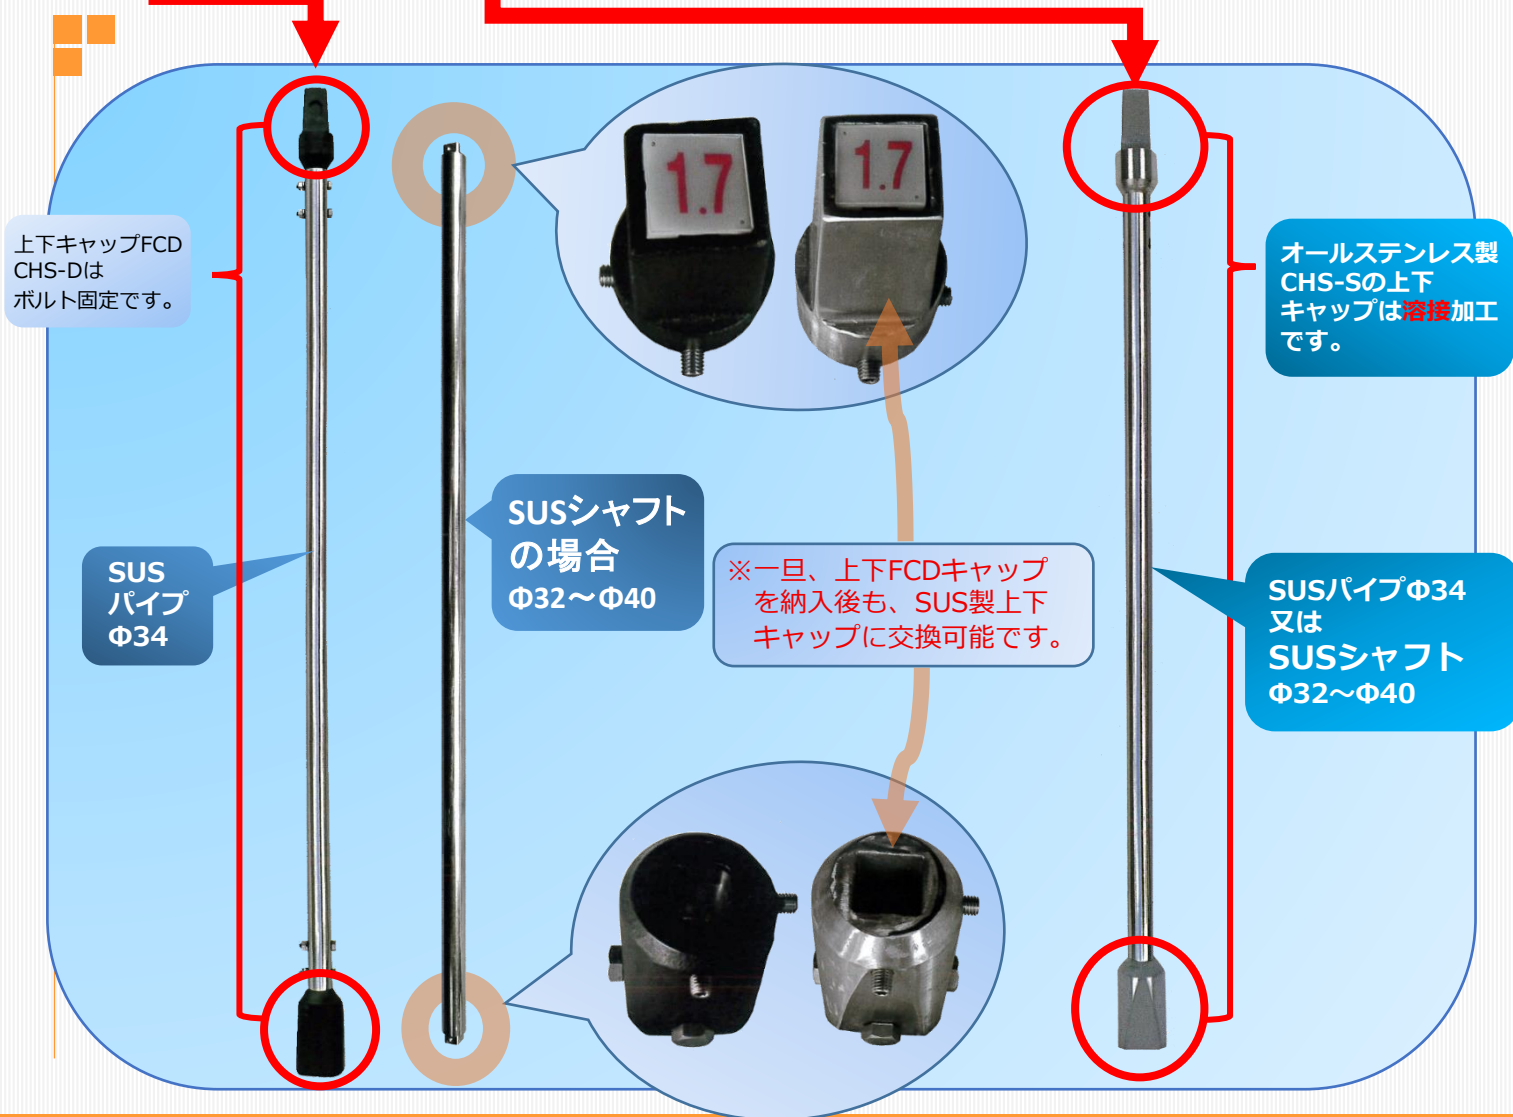 1.7
1.7
上下キャップFCD
CHS-Dは
ボルト固定です。
オールステンレス製
CHS-Sの上下
キャップは溶接加工
です。
SUSシャフト
の場合
Φ32～Φ40
SUS
パイプ
Φ34
※一旦、上下FCDキャップ
を納入後も、SUS製上下
キャップに交換可能です。
SUSパイプΦ34
又は
SUSシャフト
Φ32～Φ40